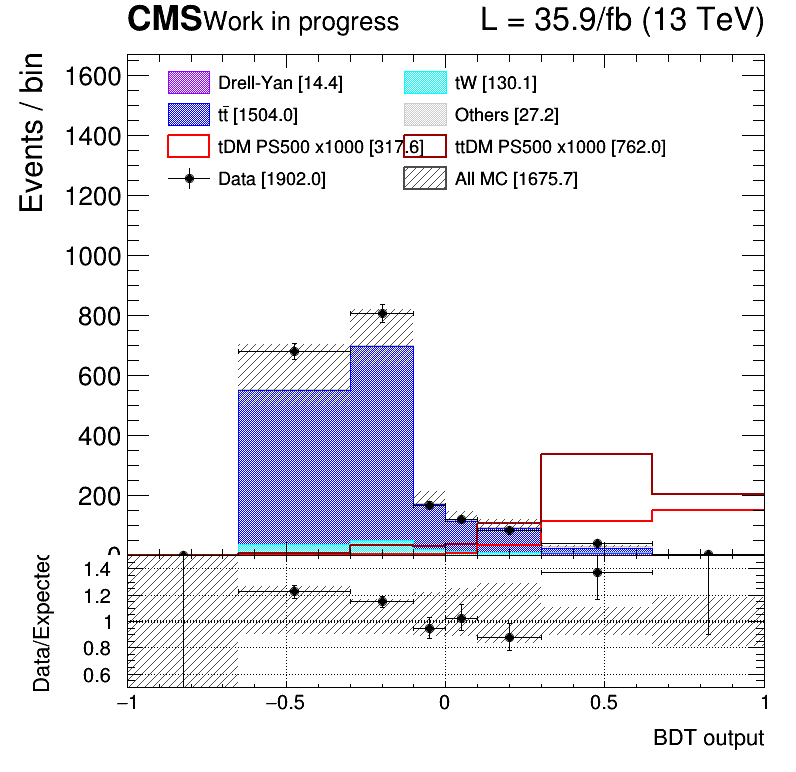 CMS Work in progress L = 35.9/fb (13 TeV)
Events / bin
1600
1400
1200
1000
800
600
400
200
0
Drell-Yan [14.4]
tW [130.1]
tt̄ [1504.0]
Others [27.2]
tDM PS500 x1000 [317.6]
ttDM PS500 x1000 [762.0]
Data [1902.0]
All MC [1675.7]
Data/Expected
1.4
1.2
1
0.8
0.6
−1 −0.5 0 0.5 1
BDT output